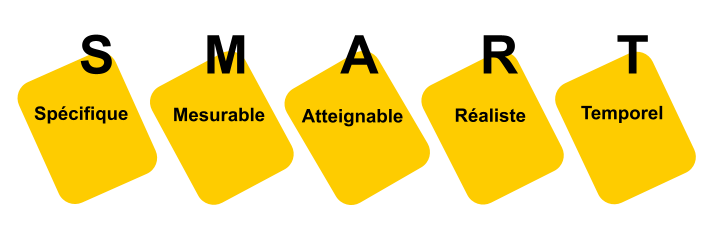 S M A R T
Spécifique Mesurable Atteignable Réaliste Temporel